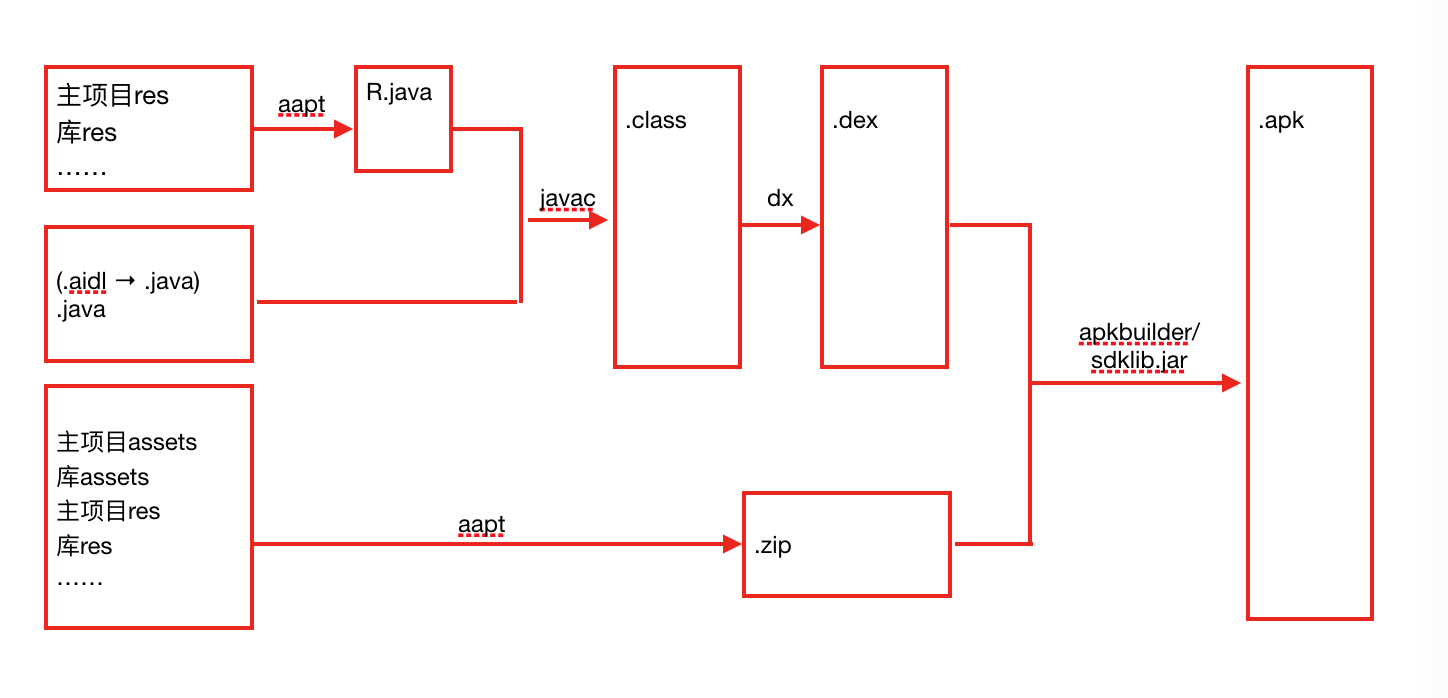 主项目res
库res
……
aapt
R.java
(.aidl → .java)
.java
javac
.class
dx
.dex
主项目assets
库assets
主项目res
库res
……
aapt
.zip
apkbuilder/
sdklib.jar
.apk